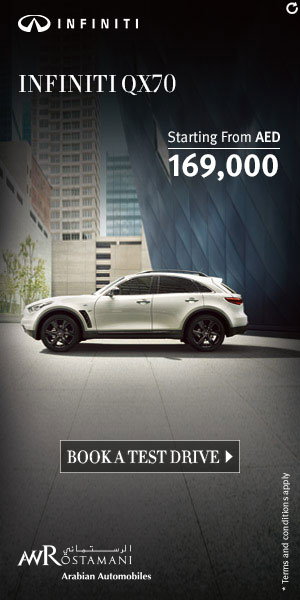 INFINITI
INFINITI QX70
Starting From AED
169,000
BOOK A TEST DRIVE
AWR الرستماني
ROSTAMANI
Arabian Automobiles
* Terms and conditions apply